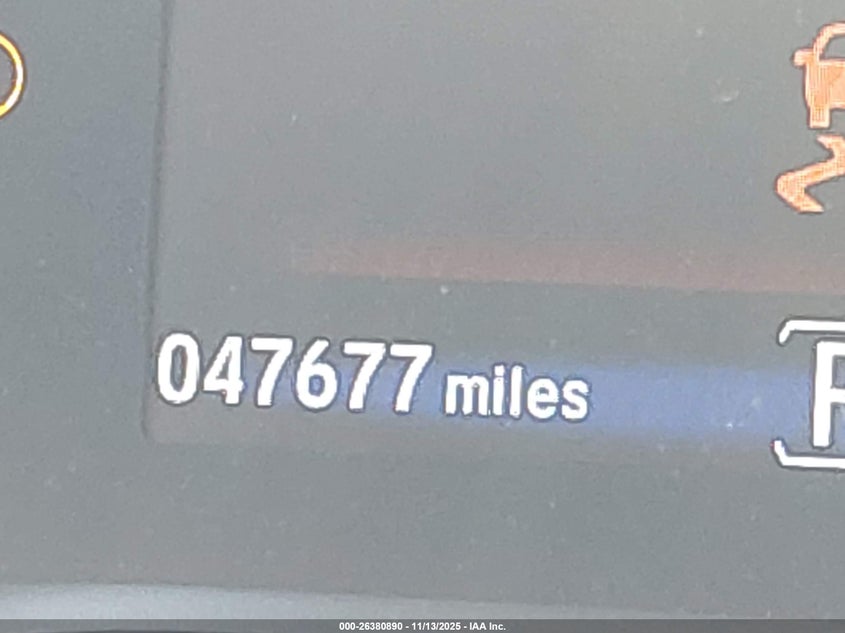 047677 miles
000-26380890 - 11/13/2025 - IAA Inc.